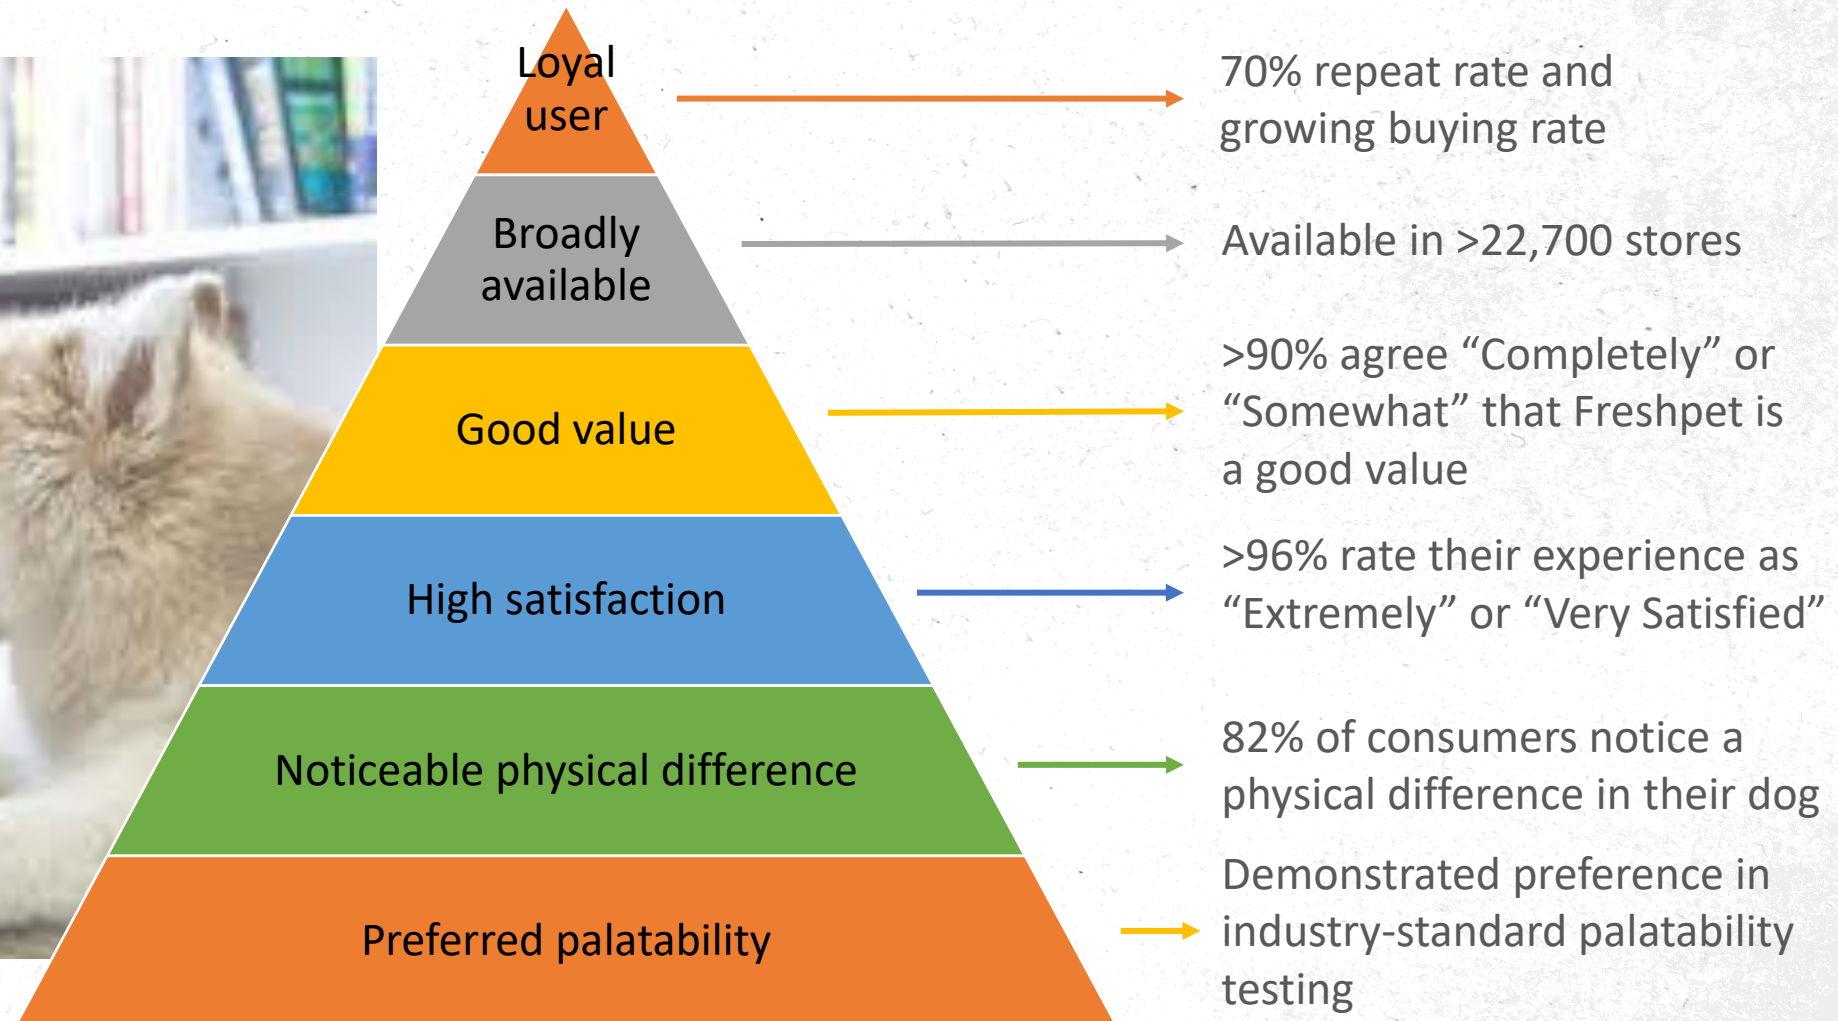 Loyal
user
70% repeat rate and
growing buying rate
Broadly
available
Available in >22,700 stores
Good value
>90% agree “Completely” or
“Somewhat” that Freshpet is
a good value
High satisfaction
>96% rate their experience as
“Extremely” or “Very Satisfied”
Noticeable physical difference
82% of consumers notice a
physical difference in their dog
Preferred palatability
Demonstrated preference in
industry-standard palatability
testing